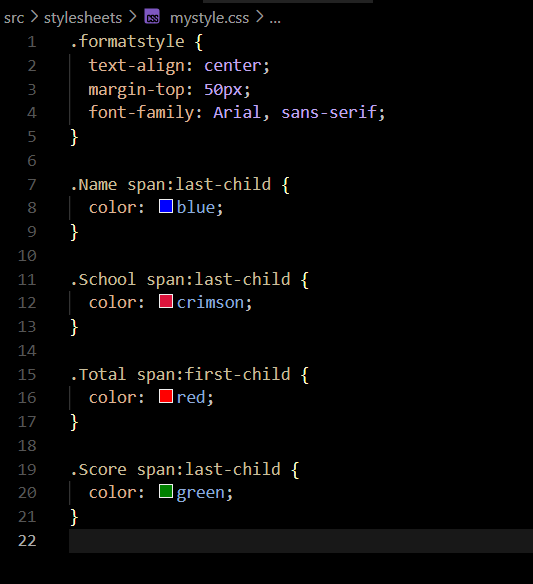 src > stylesheets > CSS mystyle.css > ...
1 .formatstyle {
2   text-align: center;
3   margin-top: 50px;
4   font-family: Arial, sans-serif;
5 }
6
7 .Name span:last-child {
8   color: blue;
9 }
10
11 .School span:last-child {
12   color: crimson;
13 }
14
15 .Total span:first-child {
16   color: red;
17 }
18
19 .Score span:last-child {
20   color: green;
21 }
22